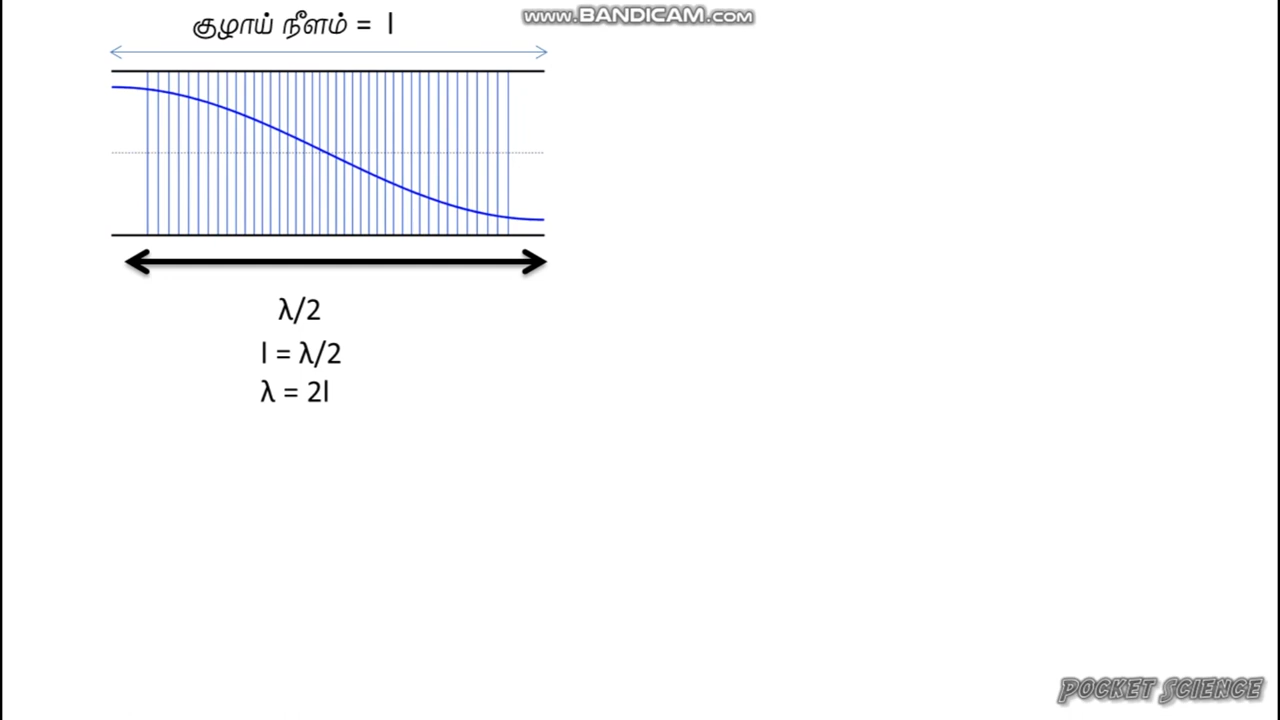 www.BANDICAM.com
குழாய் நீளம் = l
λ/2
l = λ/2
λ = 2l
POCKET SCIENCE